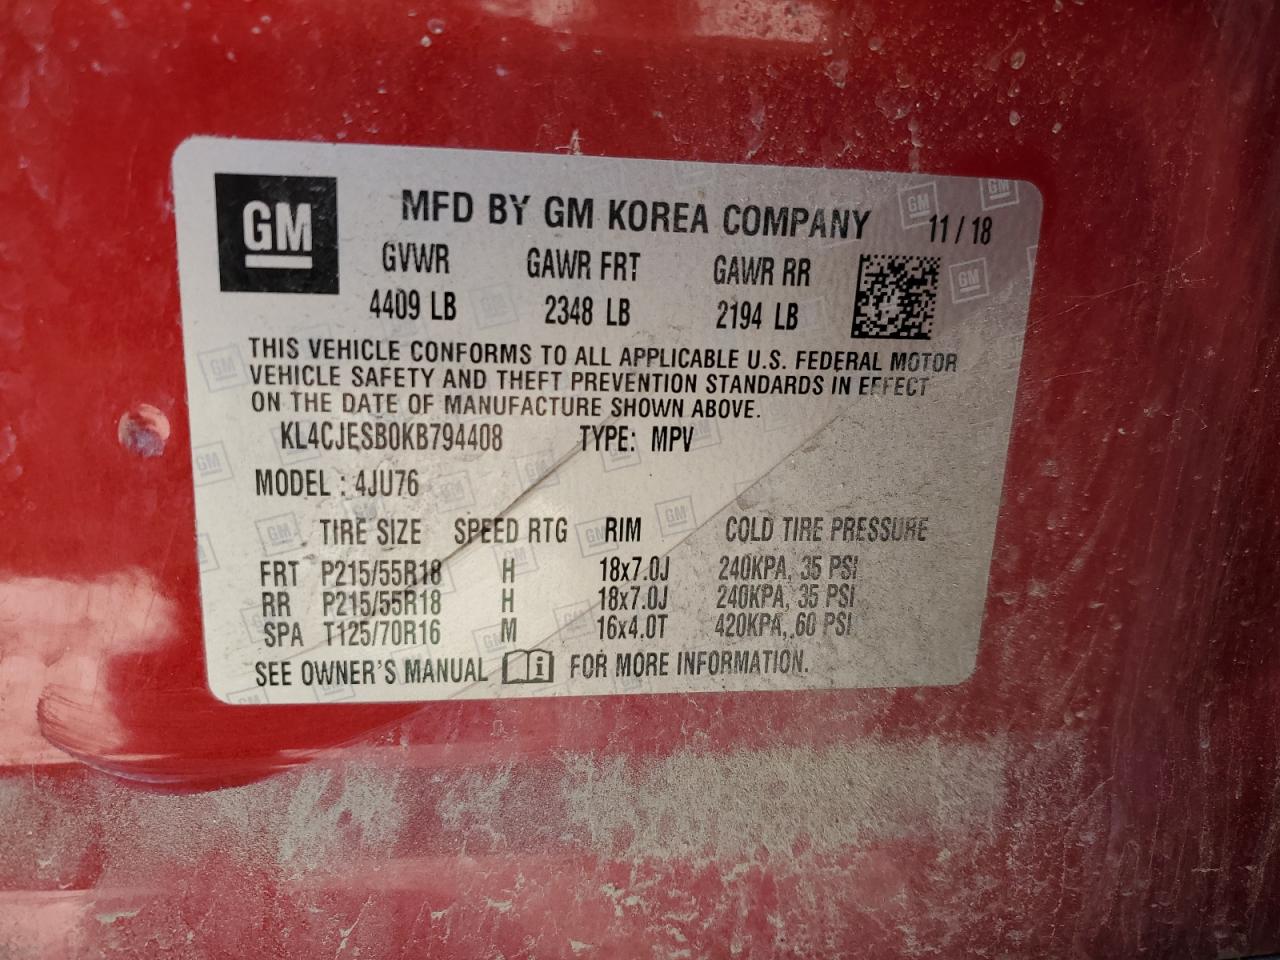 GM MFD BY GM KOREA COMPANY 11 / 18
GVWR GAWR FRT GAWR RR
4409 LB 2348 LB 2194 LB
THIS VEHICLE CONFORMS TO ALL APPLICABLE U.S. FEDERAL MOTOR
VEHICLE SAFETY AND THEFT PREVENTION STANDARDS IN EFFECT
ON THE DATE OF MANUFACTURE SHOWN ABOVE.
KL4CJESB0KB794408 TYPE: MPV
MODEL : 4JU76
TIRE SIZE SPEED RTG RIM COLD TIRE PRESSURE
FRT P215/55R18 H 18x7.0J 240KPA, 35 PSI
RR P215/55R18 H 18x7.0J 240KPA, 35 PSI
SPA T125/70R16 M 16x4.0T 420KPA, 60 PSI
SEE OWNER'S MANUAL i FOR MORE INFORMATION.